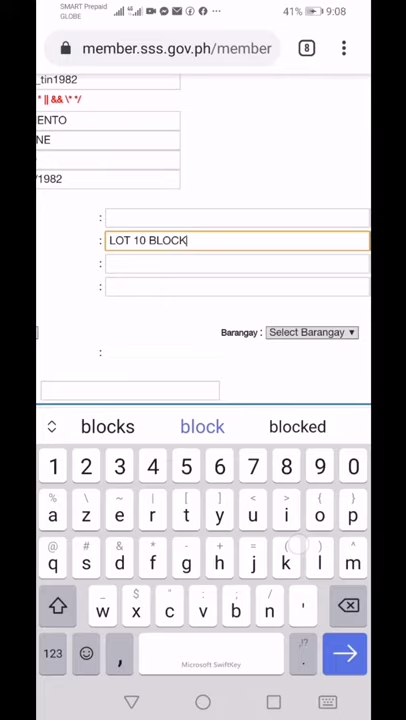 SMART Prepaid
GLOBE
41% 9:08
member.sss.gov.ph/member
8
_tin1982
* || && \* */
ENTO
NE
/1982
:
: LOT 10 BLOCK
:
:
Barangay : Select Barangay ▼
:
blocks block blocked
1 2 3 4 5 6 7 8 9 0
% \ ~ | [ ] < > { }
a z e r t y u i o p
@ # & * - + = ( ) ^
q s d f g h j k l m
_ $ " ' : ; /
w x c v b n '
123 , Microsoft SwiftKey ,!? .